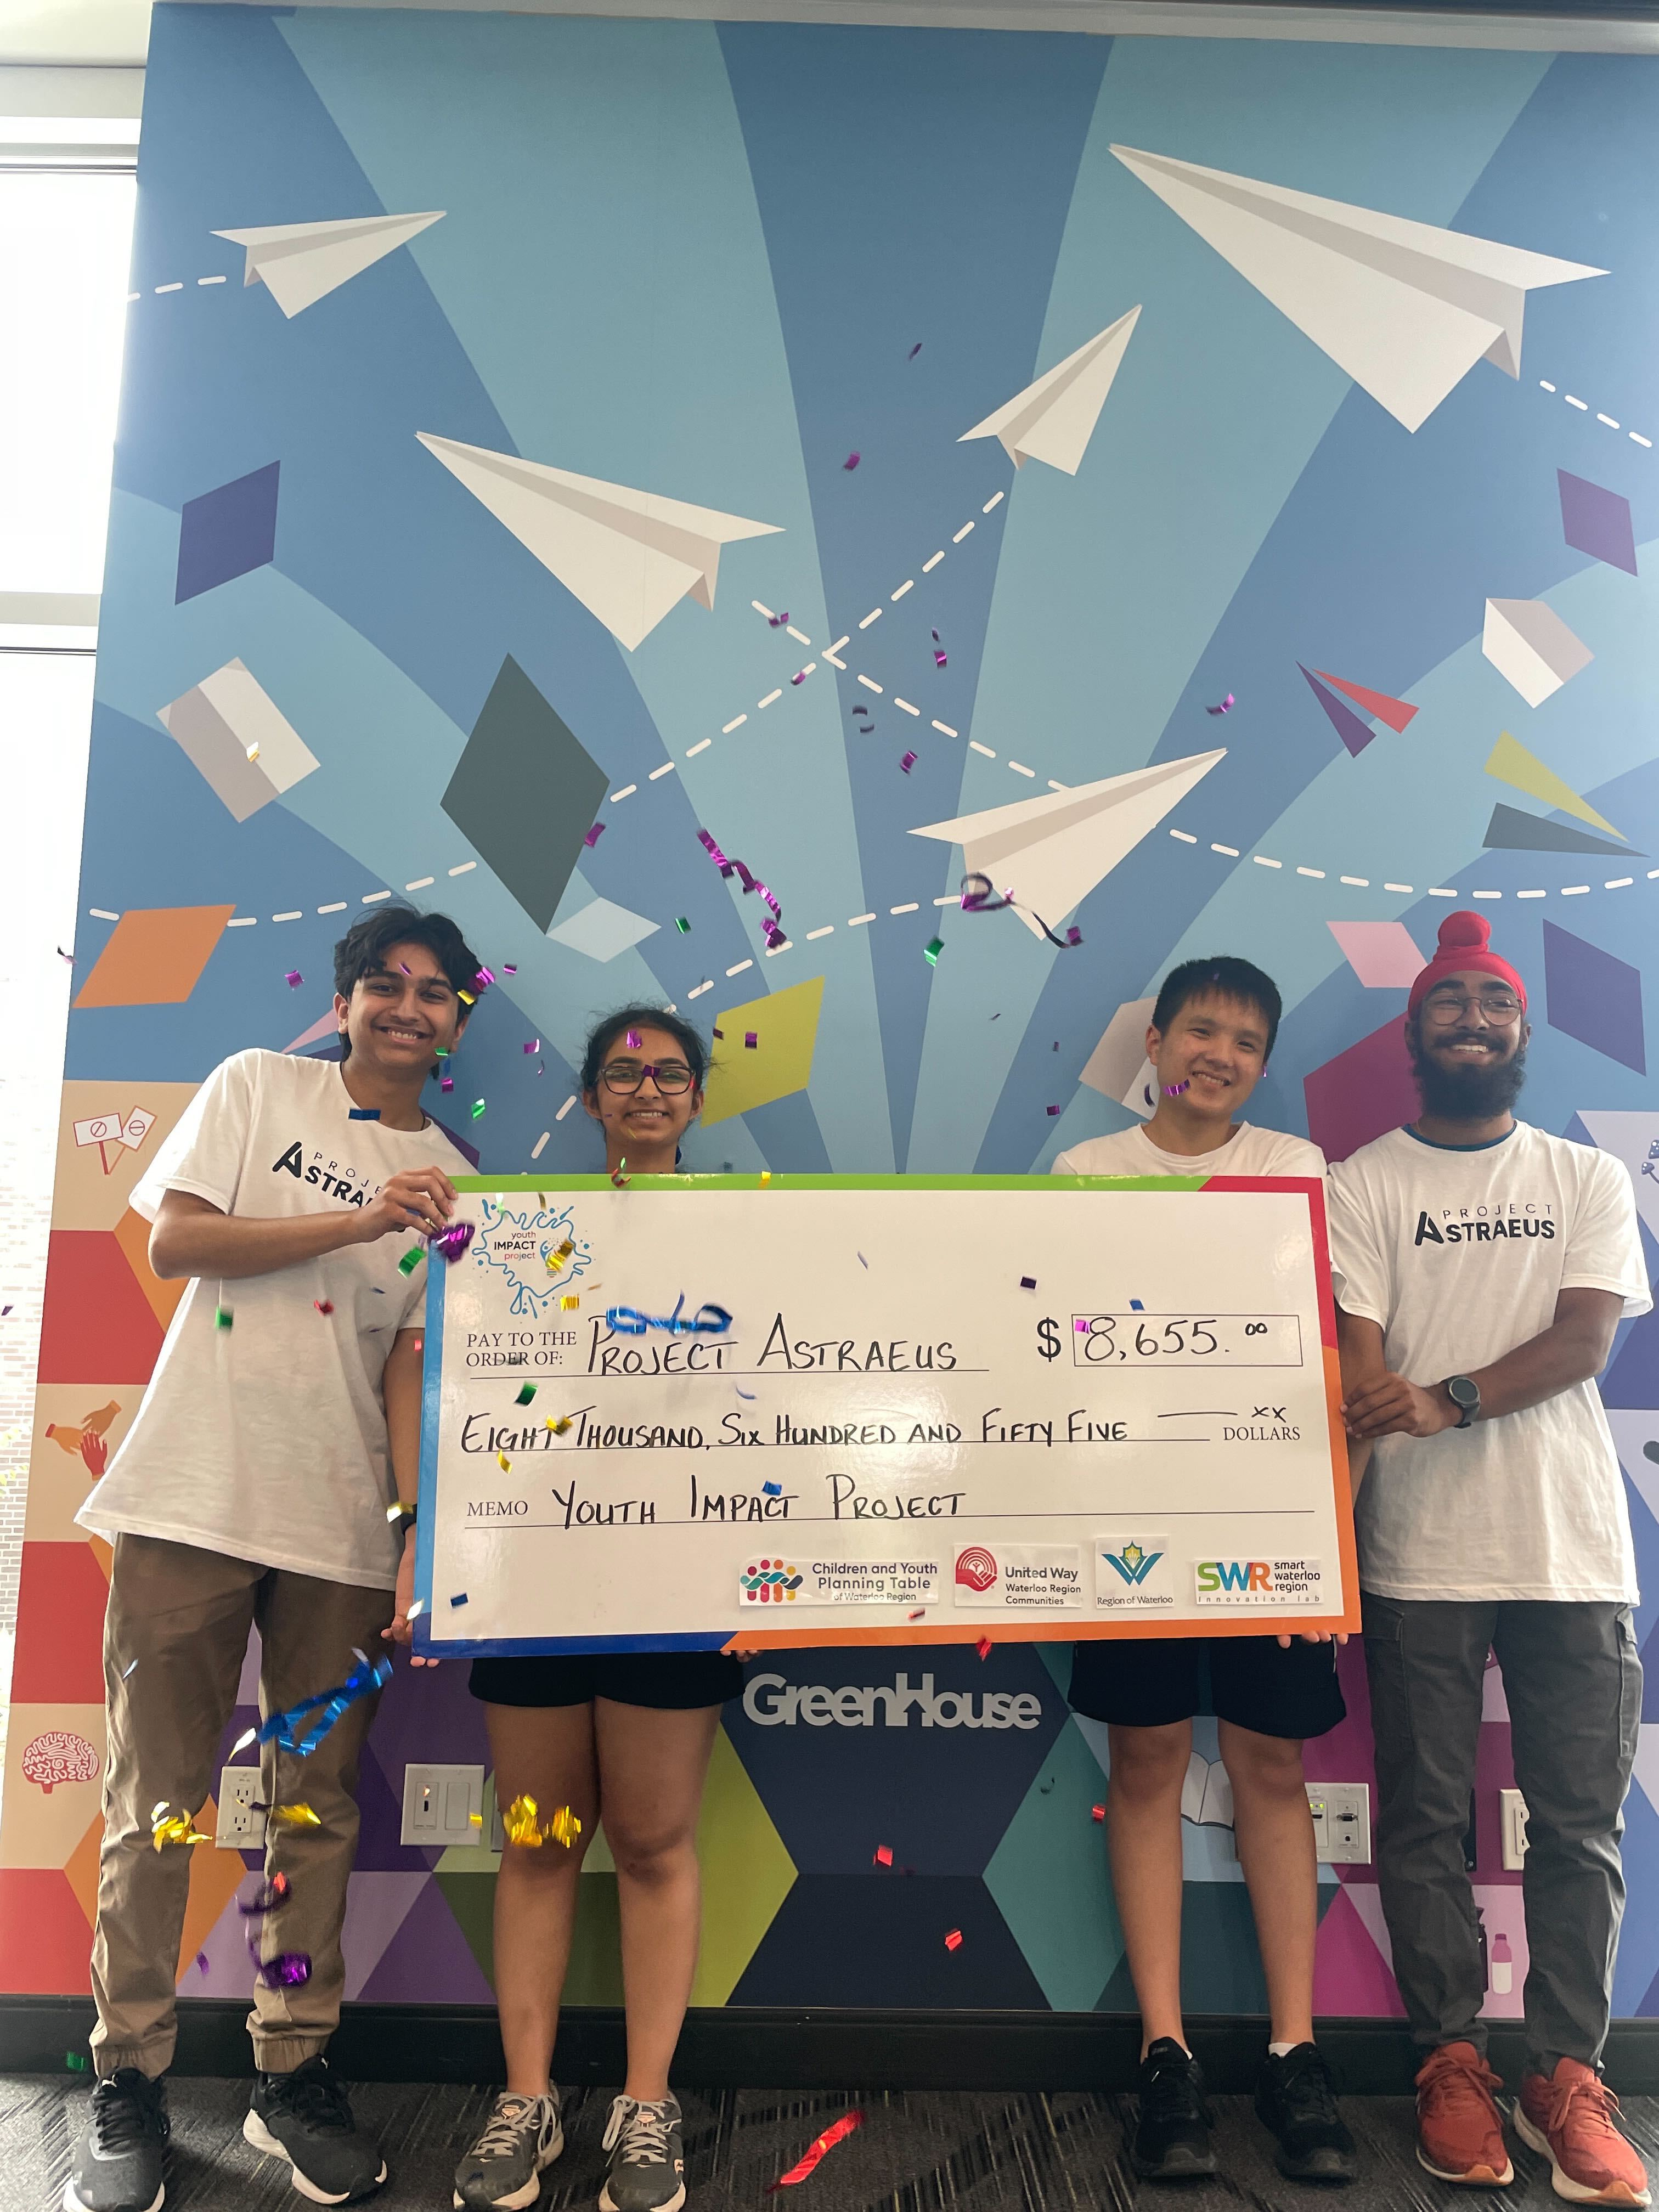 PROJE
ASTRA
PROJECT
ASTRAEUS
youth
IMPACT
project
PAY TO THE
ORDER OF: PROJECT ASTRAEUS $ 8,655.00
EIGHT THOUSAND, SIX HUNDRED AND FIFTY FIVE XX DOLLARS
MEMO YOUTH IMPACT PROJECT
Children and Youth
Planning Table
of Waterloo Region
United Way
Waterloo Region
Communities
Region of Waterloo
SWR smart
waterloo
region
innovation lab
GreenHouse